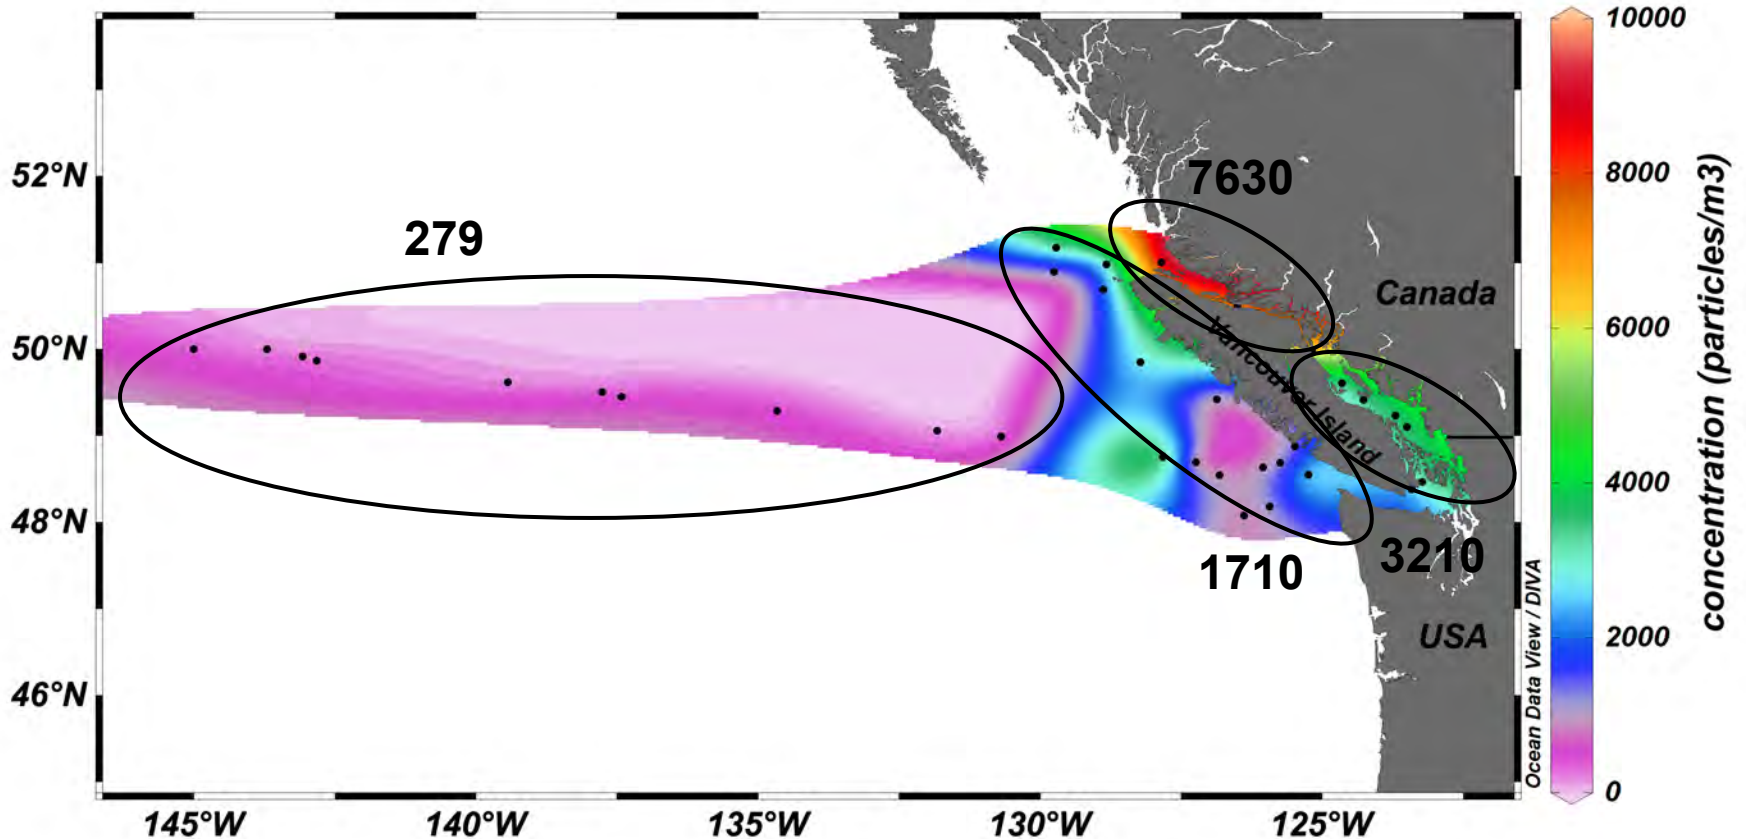 10000
8000
6000
4000
2000
0
concentration (particles/m3)
52°N
50°N
48°N
46°N
145°W
140°W
135°W
130°W
125°W
279
7630
1710
3210
Canada
Vancouver Island
USA
Ocean Data View / DIVA